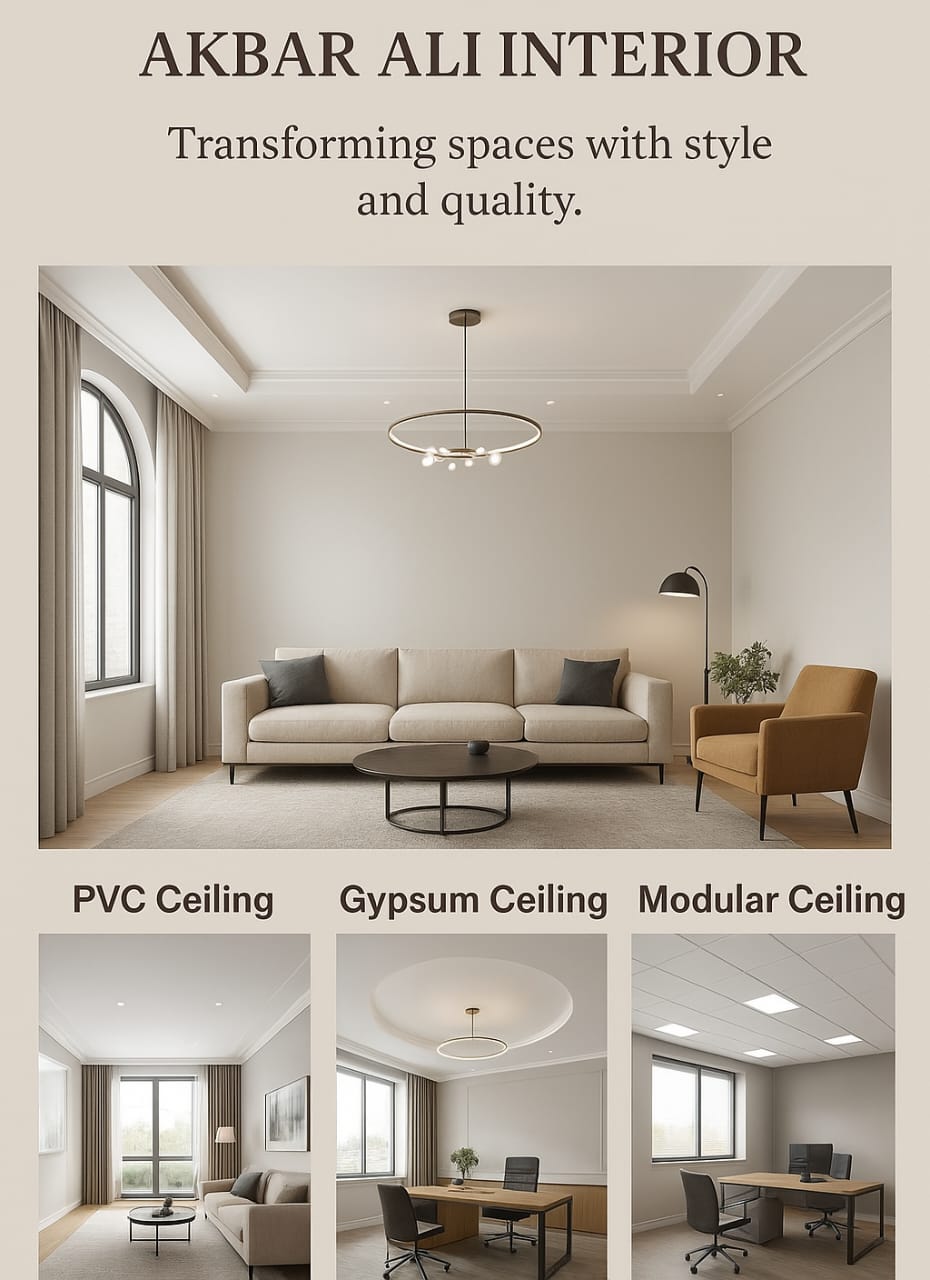 AKBAR ALI INTERIOR
Transforming spaces with style
and quality.
PVC Ceiling
Gypsum Ceiling
Modular Ceiling